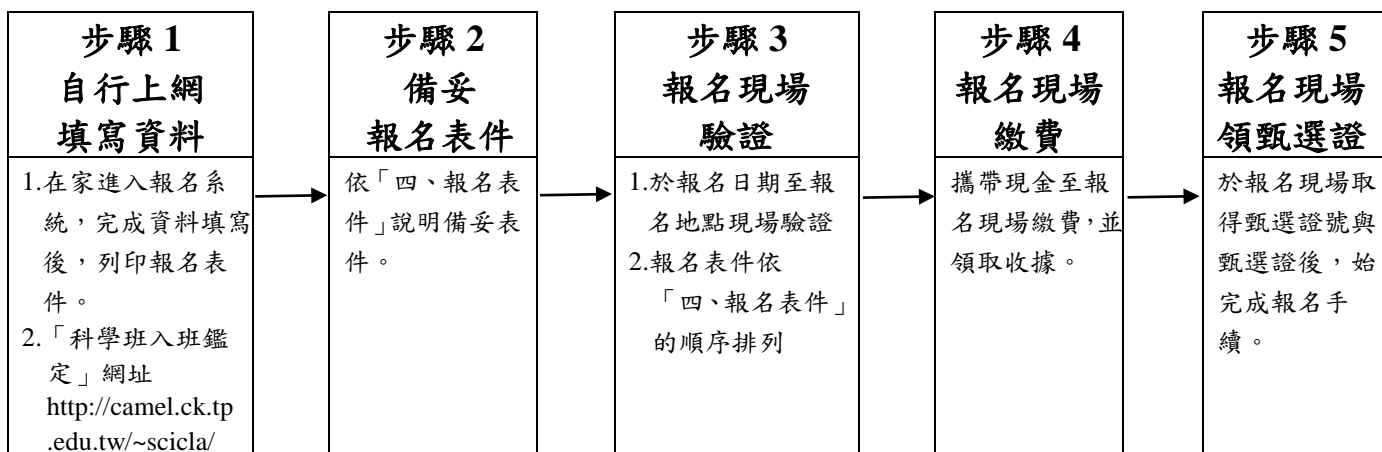 步驟 1
自行上網
填寫資料
1.在家進入報名系
統，完成資料填寫
後，列印報名表
件。
2.「科學班入班鑑
定」網址
http://camel.ck.tp
.edu.tw/~scicla/
步驟 2
備妥
報名表件
依「四、報名表
件」說明備妥表
件。
步驟 3
報名現場
驗證
1.於報名日期至報
名地點現場驗證
2.報名表件依
「四、報名表件」
的順序排列
步驟 4
報名現場
繳費
攜帶現金至報
名現場繳費，並
領取收據。
步驟 5
報名現場
領甄選證
於報名現場取
得甄選證號與
甄選證後，始
完成報名手
續。